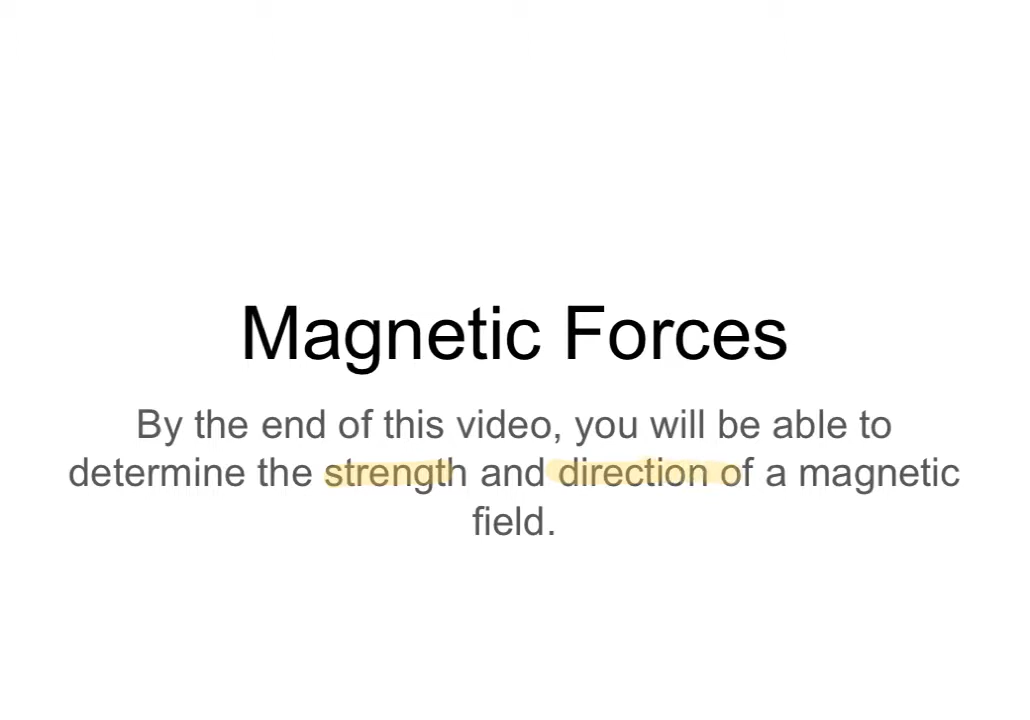 Magnetic Forces
By the end of this video, you will be able to
determine the strength and direction of a magnetic
field.